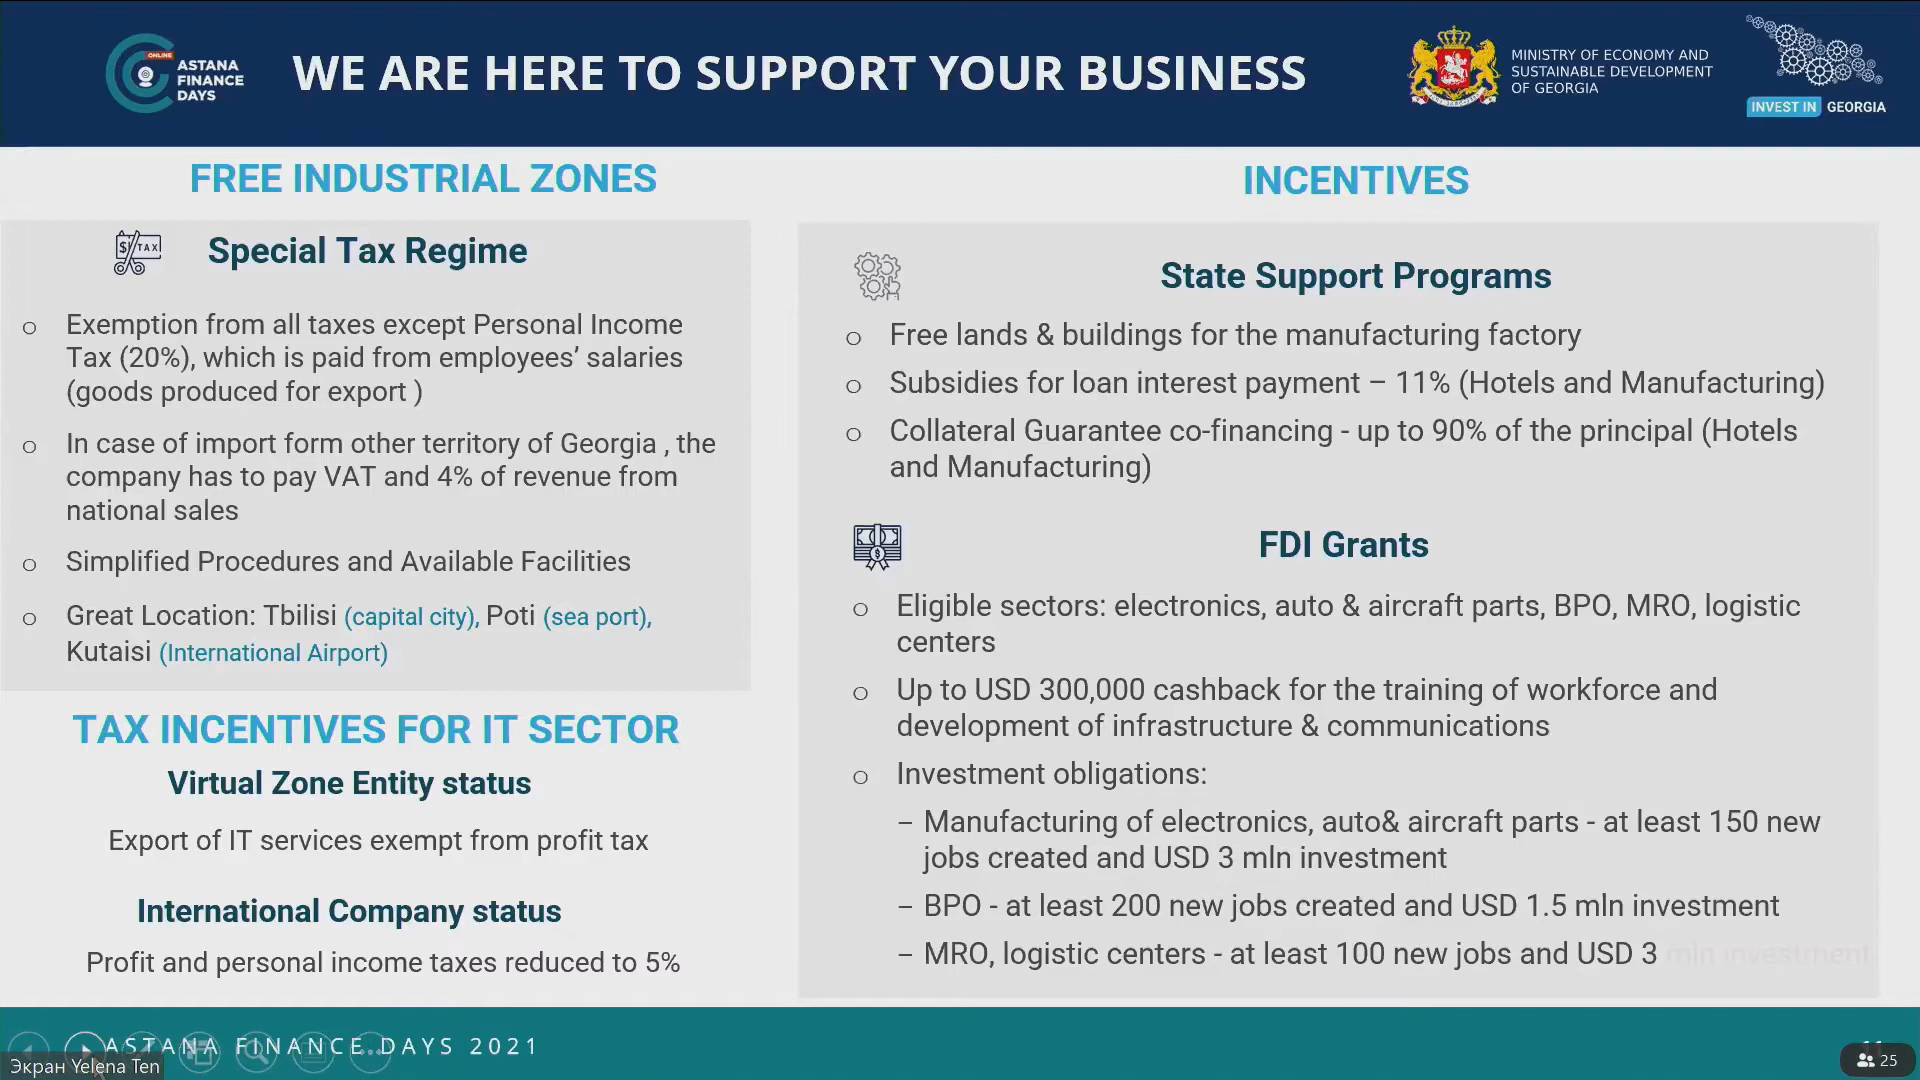 ONLINE
ASTANA
FINANCE
DAYS
WE ARE HERE TO SUPPORT YOUR BUSINESS
MINISTRY OF ECONOMY AND
SUSTAINABLE DEVELOPMENT
OF GEORGIA
INVEST IN GEORGIA
FREE INDUSTRIAL ZONES
$ TAX
Special Tax Regime
o Exemption from all taxes except Personal Income
Tax (20%), which is paid from employees’ salaries
(goods produced for export )
o In case of import form other territory of Georgia , the
company has to pay VAT and 4% of revenue from
national sales
o Simplified Procedures and Available Facilities
o Great Location: Tbilisi (capital city), Poti (sea port),
Kutaisi (International Airport)
TAX INCENTIVES FOR IT SECTOR
Virtual Zone Entity status
Export of IT services exempt from profit tax
International Company status
Profit and personal income taxes reduced to 5%
INCENTIVES
State Support Programs
o Free lands & buildings for the manufacturing factory
o Subsidies for loan interest payment – 11% (Hotels and Manufacturing)
o Collateral Guarantee co-financing - up to 90% of the principal (Hotels
and Manufacturing)
FDI Grants
o Eligible sectors: electronics, auto & aircraft parts, BPO, MRO, logistic
centers
o Up to USD 300,000 cashback for the training of workforce and
development of infrastructure & communications
o Investment obligations:
– Manufacturing of electronics, auto& aircraft parts - at least 150 new
jobs created and USD 3 mln investment
– BPO - at least 200 new jobs created and USD 1.5 mln investment
– MRO, logistic centers - at least 100 new jobs and USD 3 mln investment
ASTANA FINANCE DAYS 2021
11
Экран Yelena Ten
25